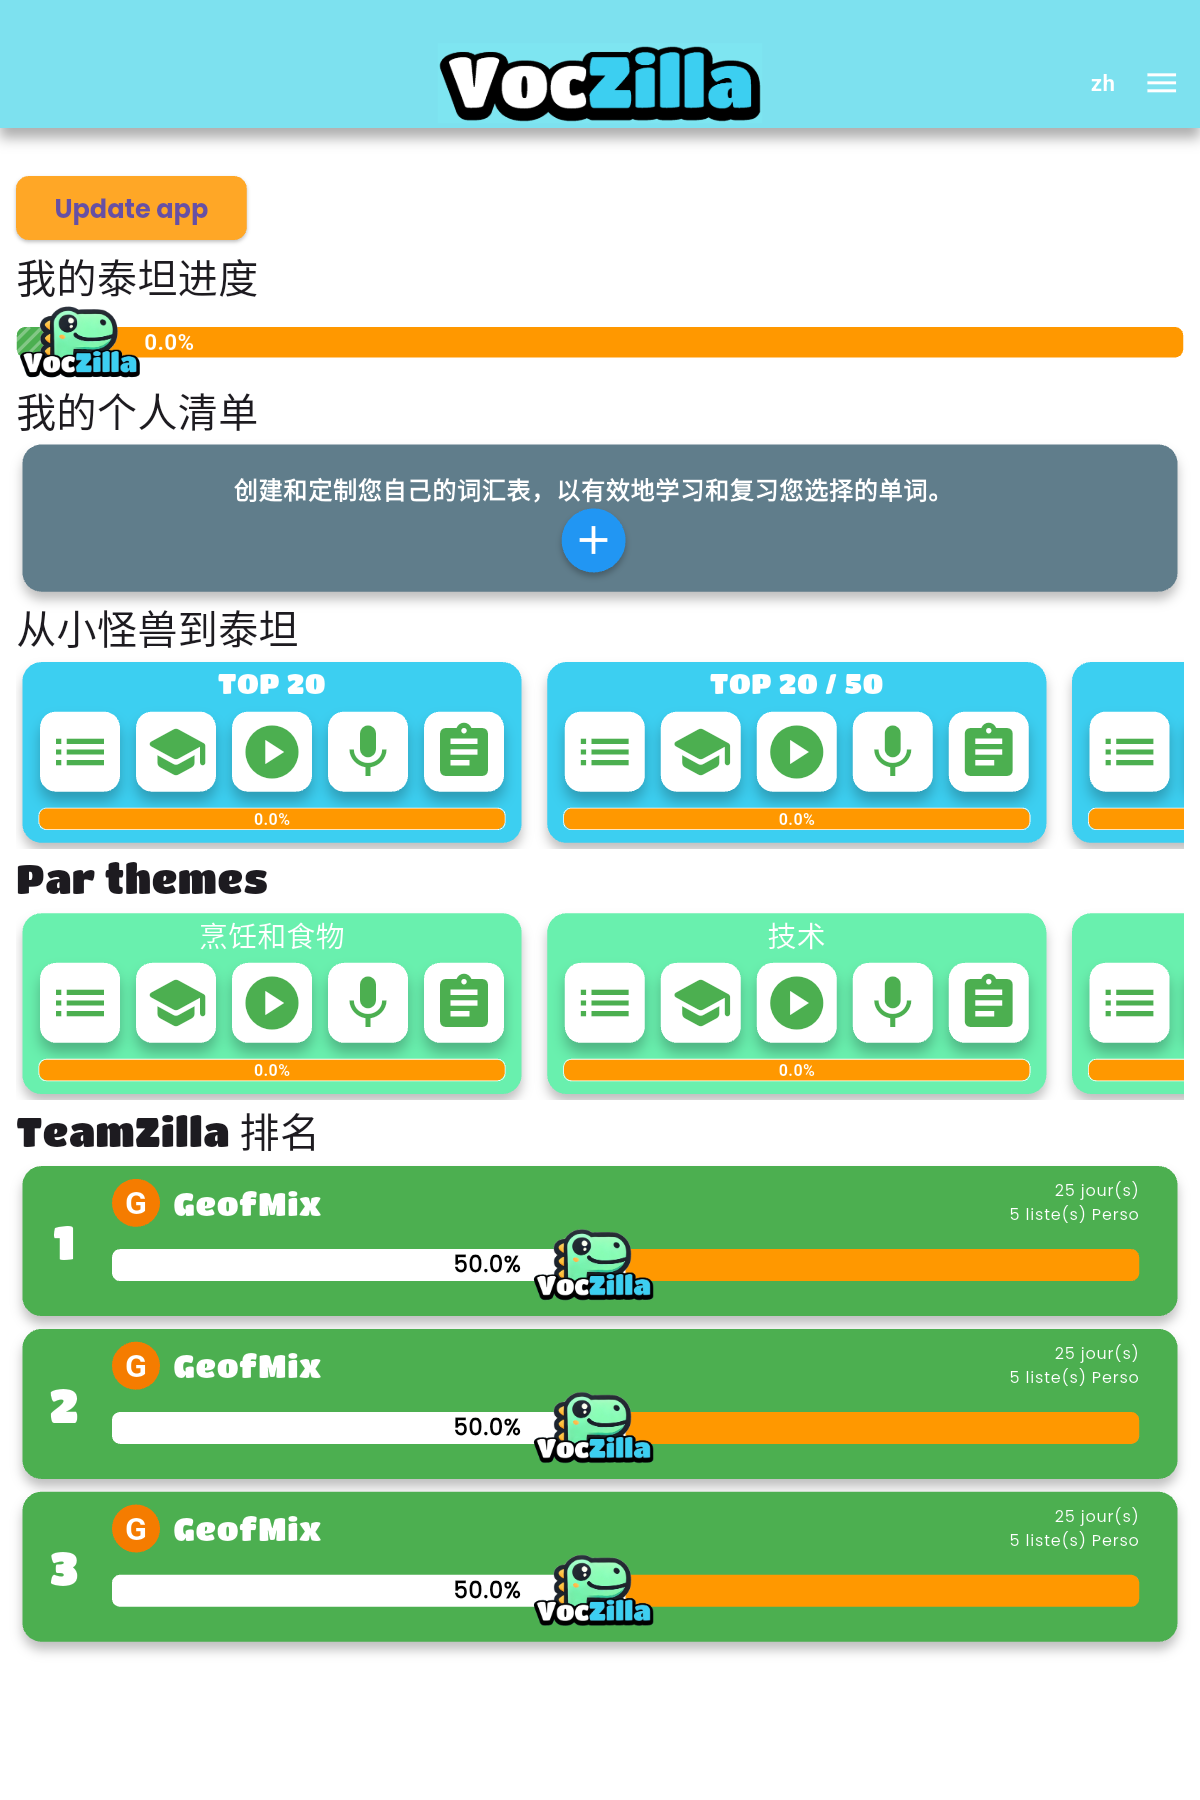 VocZilla
zh
Update app
我的泰坦进度
0.0%
VocZilla
我的个人清单
创建和定制您自己的词汇表，以有效地学习和复习您选择的单词。
从小怪兽到泰坦
TOP 20
TOP 20 / 50
0.0%
0.0%
Par themes
烹饪和食物
技术
0.0%
0.0%
TeamZilla 排名
1
G GeofMix
25 jour(s)
5 liste(s) Perso
50.0%
VocZilla
2
G GeofMix
25 jour(s)
5 liste(s) Perso
50.0%
VocZilla
3
G GeofMix
25 jour(s)
5 liste(s) Perso
50.0%
VocZilla